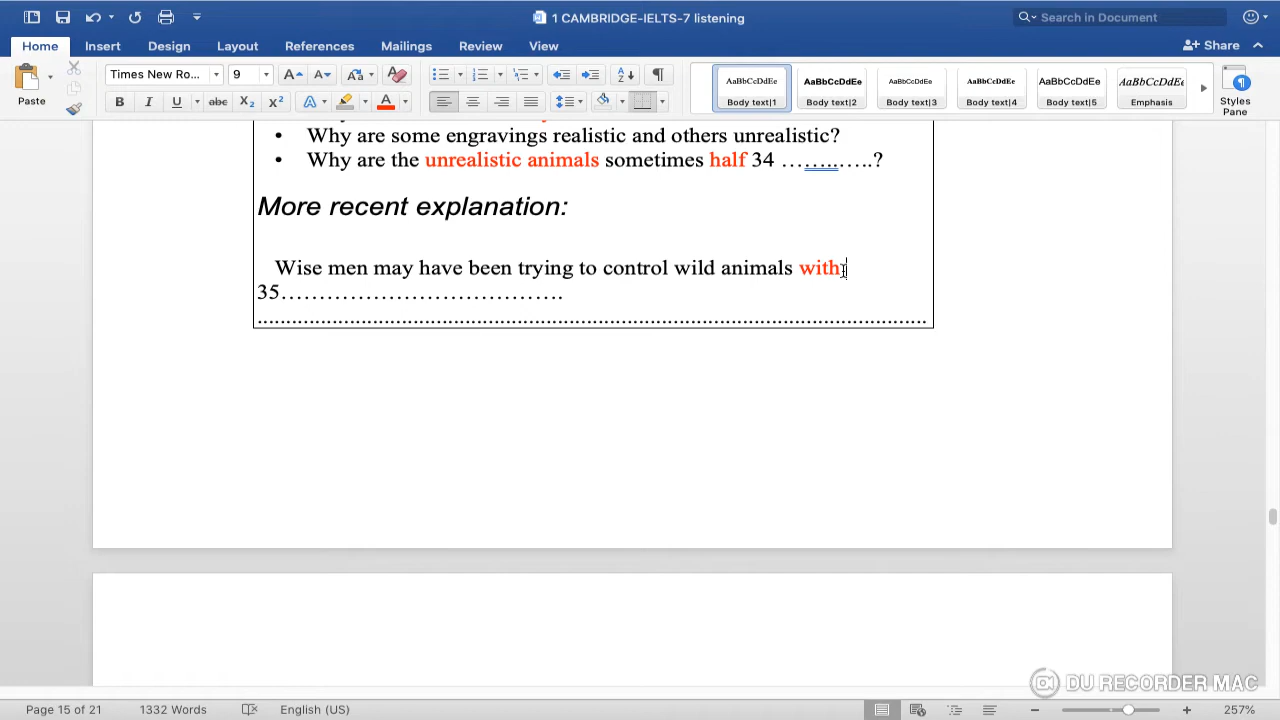 1 CAMBRIDGE-IELTS-7 listening
Search in Document
Home Insert Design Layout References Mailings Review View
Share
Paste
Times New Ro... 9
B I U abc X₂ X²
AaBbCcDdEe AaBbCcDdEe AaBbCcDdEe AaBbCcDdEe AaBbCcDdEe AaBbCcDdEe
Body text|1 Body text|2 Body text|3 Body text|4 Body text|5 Emphasis
Styles Pane
• Why are some engravings realistic and others unrealistic?
• Why are the unrealistic animals sometimes half 34 …………..?
More recent explanation:
Wise men may have been trying to control wild animals with
35……………………………….
DU RECORDER MAC
Page 15 of 21 1332 Words English (US) 257%